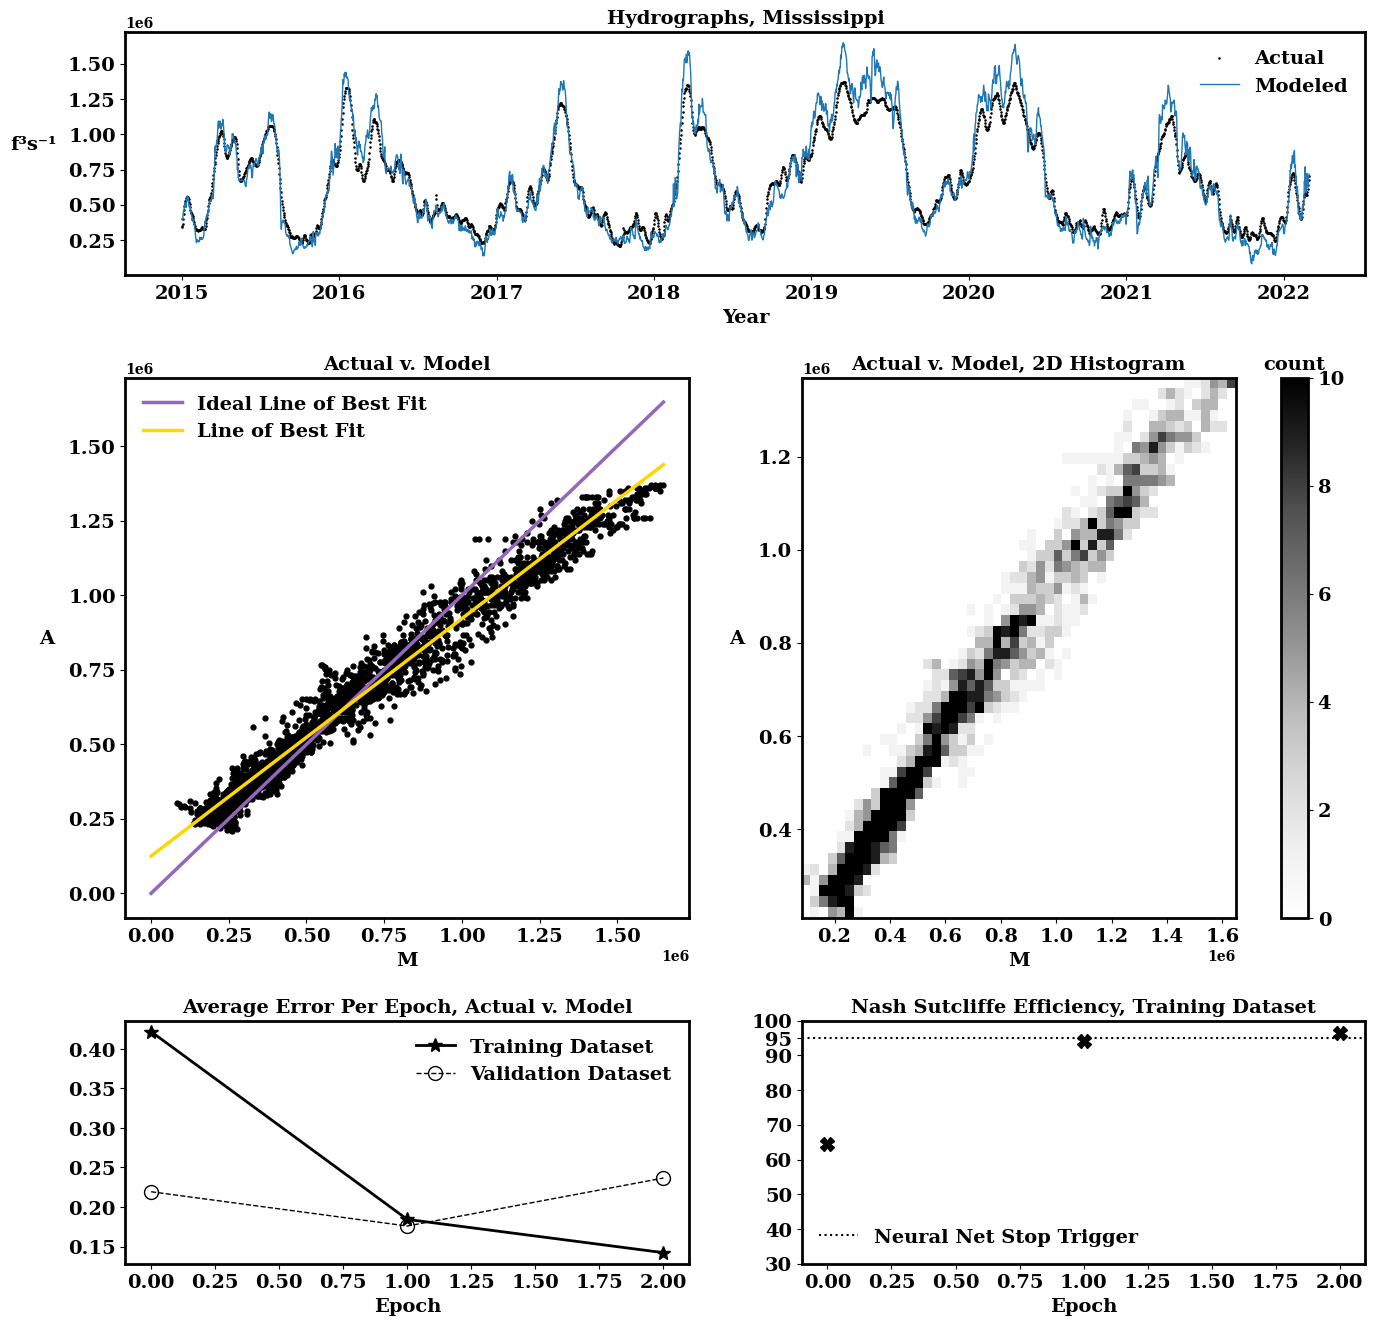 Hydrographs, Mississippi
1e6
1.50
1.25
1.00
0.75
0.50
0.25
f³s⁻¹
Actual
Modeled
2015 2016 2017 2018 2019 2020 2021 2022
Year
Actual v. Model
1e6
Ideal Line of Best Fit
Line of Best Fit
1.50
1.25
1.00
0.75
0.50
0.25
0.00
A
0.00 0.25 0.50 0.75 1.00 1.25 1.50
M
1e6
Actual v. Model, 2D Histogram
1e6
1.2
1.0
0.8
0.6
0.4
A
0.2 0.4 0.6 0.8 1.0 1.2 1.4 1.6
M
1e6
count
10
8
6
4
2
0
Average Error Per Epoch, Actual v. Model
0.40
0.35
0.30
0.25
0.20
0.15
Training Dataset
Validation Dataset
0.00 0.25 0.50 0.75 1.00 1.25 1.50 1.75 2.00
Epoch
Nash Sutcliffe Efficiency, Training Dataset
100
95
90
80
70
60
50
40
30
Neural Net Stop Trigger
0.00 0.25 0.50 0.75 1.00 1.25 1.50 1.75 2.00
Epoch